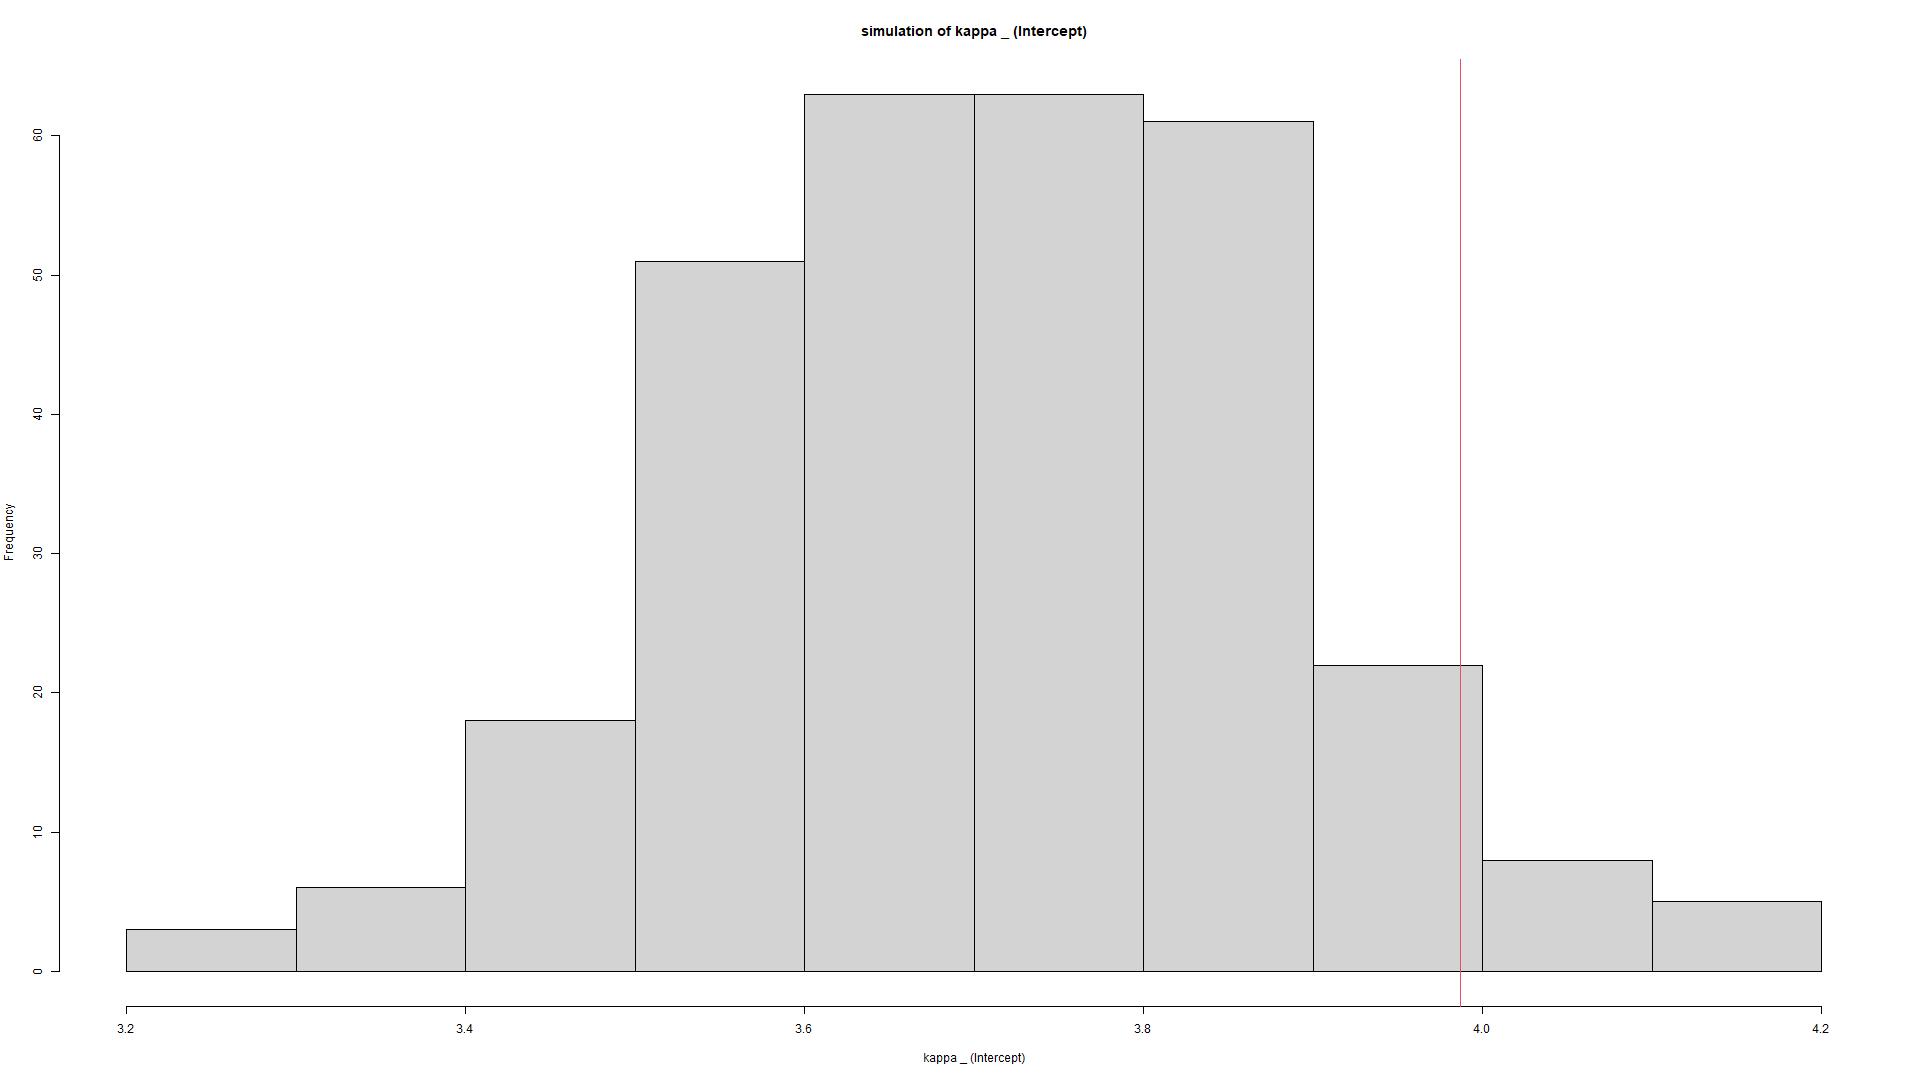 simulation of kappa _ (Intercept)
60
50
40
30
20
10
0
Frequency
3.2 3.4 3.6 3.8 4.0 4.2
kappa _ (Intercept)